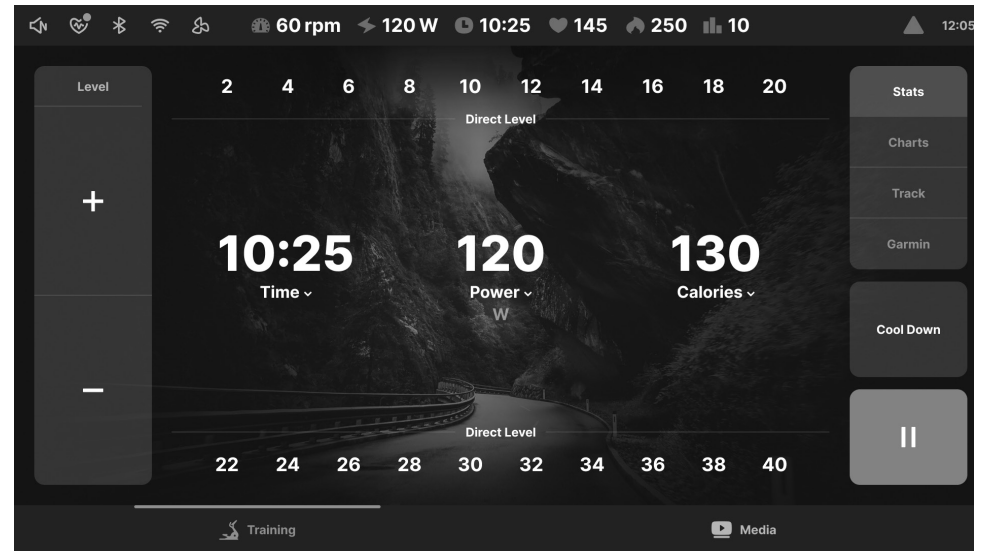 60 rpm 120 W 10:25 145 250 10 12:05
Level
2 4 6 8 10 12 14 16 18 20
Direct Level
+
−
10:25 120 130
Time Power Calories
W
Direct Level
22 24 26 28 30 32 34 36 38 40
Stats
Charts
Track
Garmin
Cool Down
Training Media